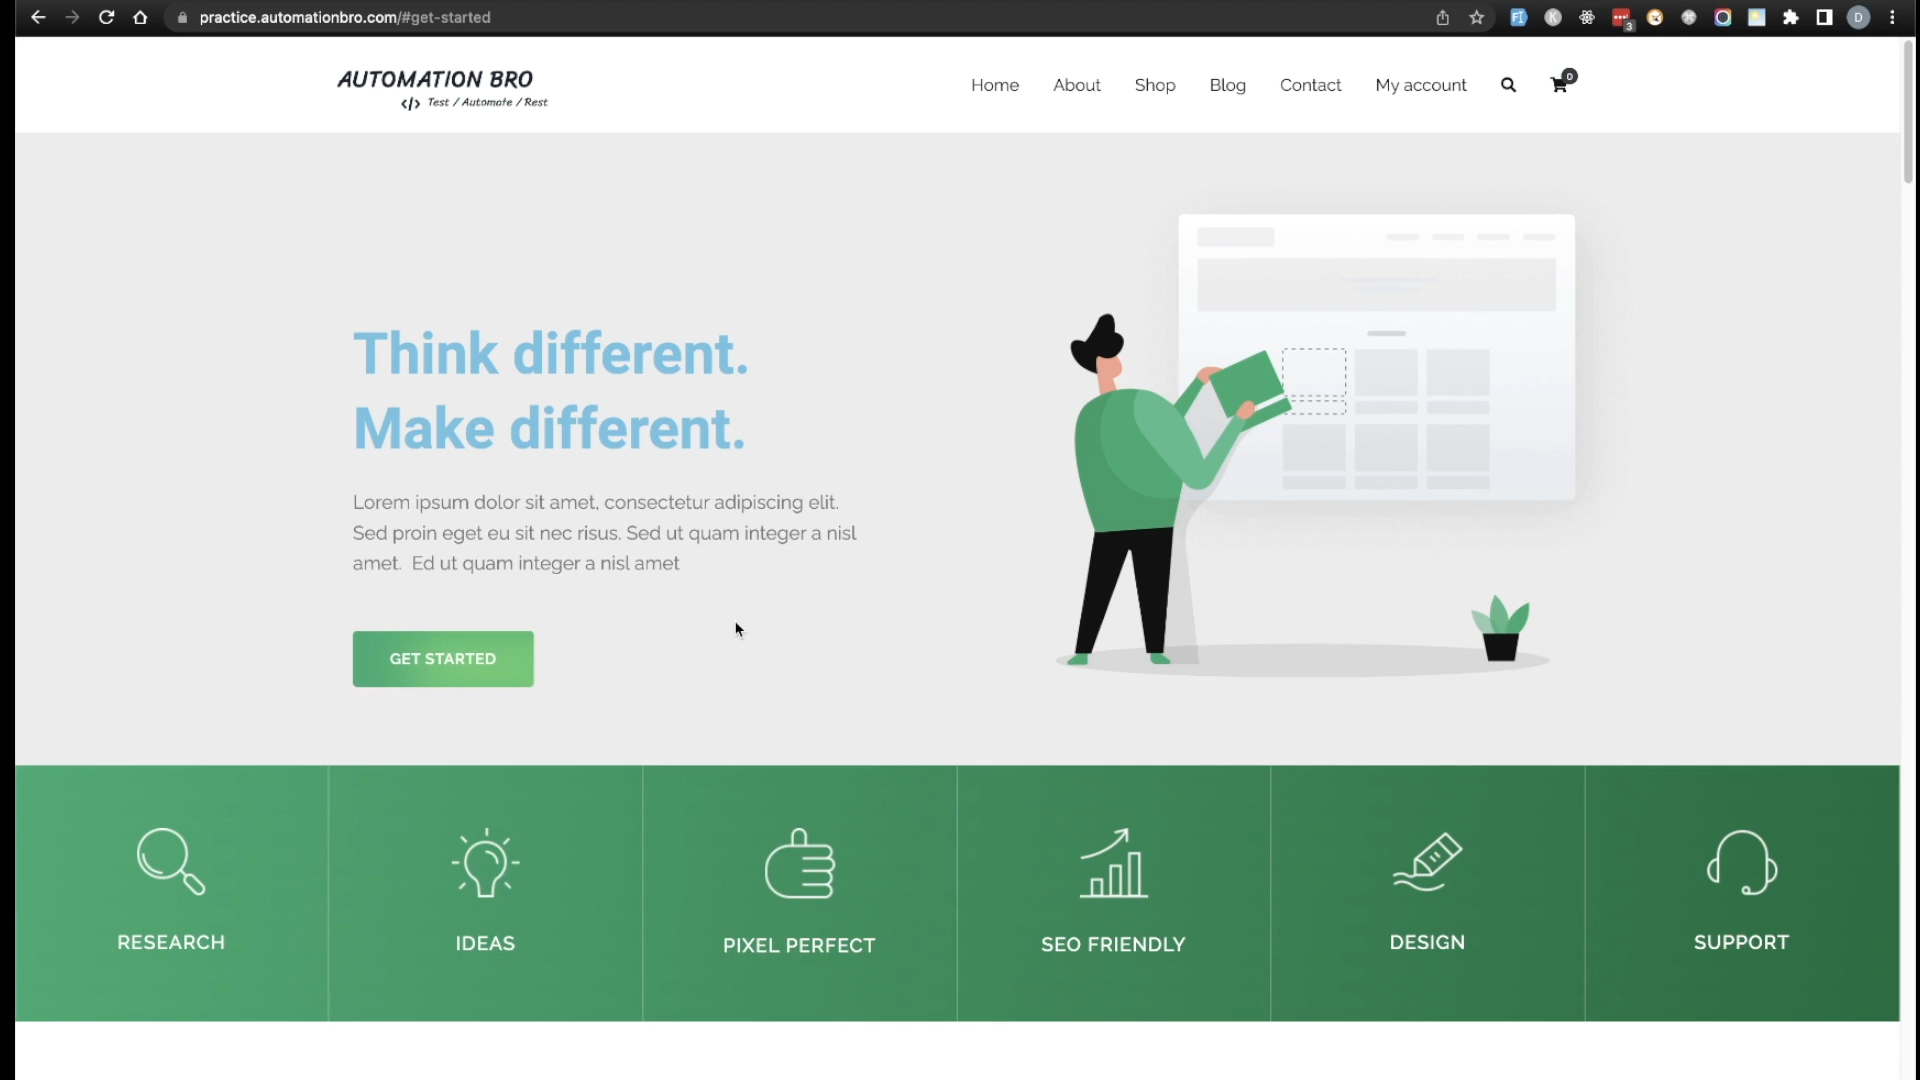 practice.automationbro.com/#get-started
3
D
AUTOMATION BRO
</> Test / Automate / Rest
Home About Shop Blog Contact My account 0
Think different.
Make different.
Lorem ipsum dolor sit amet, consectetur adipiscing elit.
Sed proin eget eu sit nec risus. Sed ut quam integer a nisl
amet. Ed ut quam integer a nisl amet
GET STARTED
RESEARCH IDEAS PIXEL PERFECT SEO FRIENDLY DESIGN SUPPORT